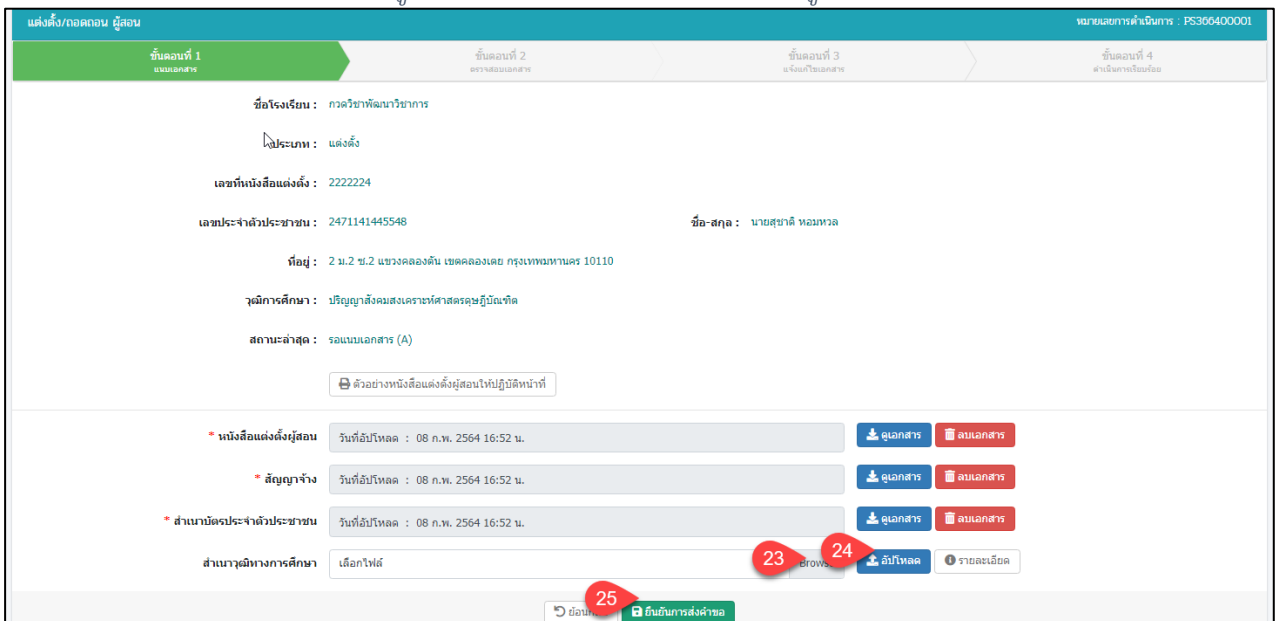 แต่งตั้ง/ถอดถอน ผู้สอน หมายเลขการดำเนินการ : PS366400001
ขั้นตอนที่ 1 ขั้นตอนที่ 2 ขั้นตอนที่ 3 ขั้นตอนที่ 4
แนบเอกสาร ตรวจสอบเอกสาร แจ้งแก้ไขเอกสาร ดำเนินการเรียบร้อย
ชื่อโรงเรียน : กวดวิชาพัฒนาวิชาการ
ประเภท : แต่งตั้ง
เลขที่หนังสือแต่งตั้ง : 2222224
เลขประจำตัวประชาชน : 2471141445548 ชื่อ-สกุล : นายสุชาติ หอมหวล
ที่อยู่ : 2 ม.2 ซ.2 แขวงคลองตัน เขตคลองเตย กรุงเทพมหานคร 10110
วุฒิการศึกษา : ปริญญาสังคมสงเคราะห์ศาสตรดุษฎีบัณฑิต
สถานะล่าสุด : รอแนบเอกสาร (A)
ตัวอย่างหนังสือแต่งตั้งผู้สอนให้ปฏิบัติหน้าที่
* หนังสือแต่งตั้งผู้สอน วันที่อัปโหลด : 08 ก.พ. 2564 16:52 น. ดูเอกสาร ลบเอกสาร
* สัญญาจ้าง วันที่อัปโหลด : 08 ก.พ. 2564 16:52 น. ดูเอกสาร ลบเอกสาร
* สำเนาบัตรประจำตัวประชาชน วันที่อัปโหลด : 08 ก.พ. 2564 16:52 น. ดูเอกสาร ลบเอกสาร
สำเนาวุฒิทางการศึกษา เลือกไฟล์ 23 24 อัปโหลด รายละเอียด
25 ยืนยันการส่งคำขอ